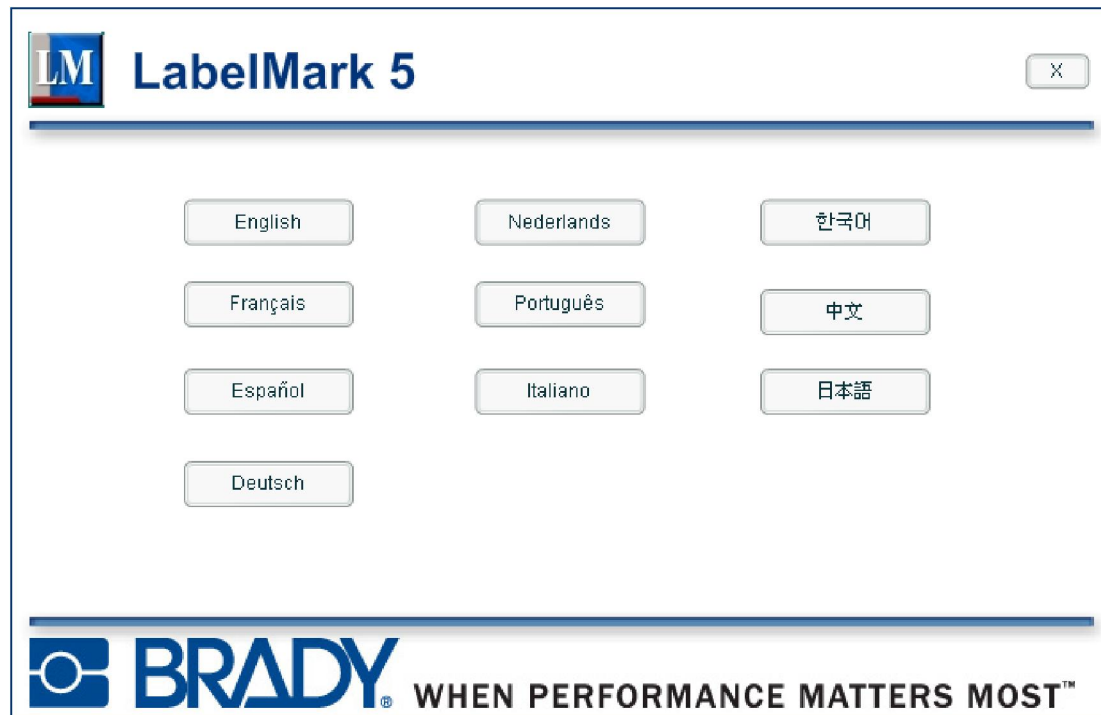 LM LabelMark 5 X
English Nederlands 한국어
Français Português 中文
Español Italiano 日本語
Deutsch
BRADY® WHEN PERFORMANCE MATTERS MOST™